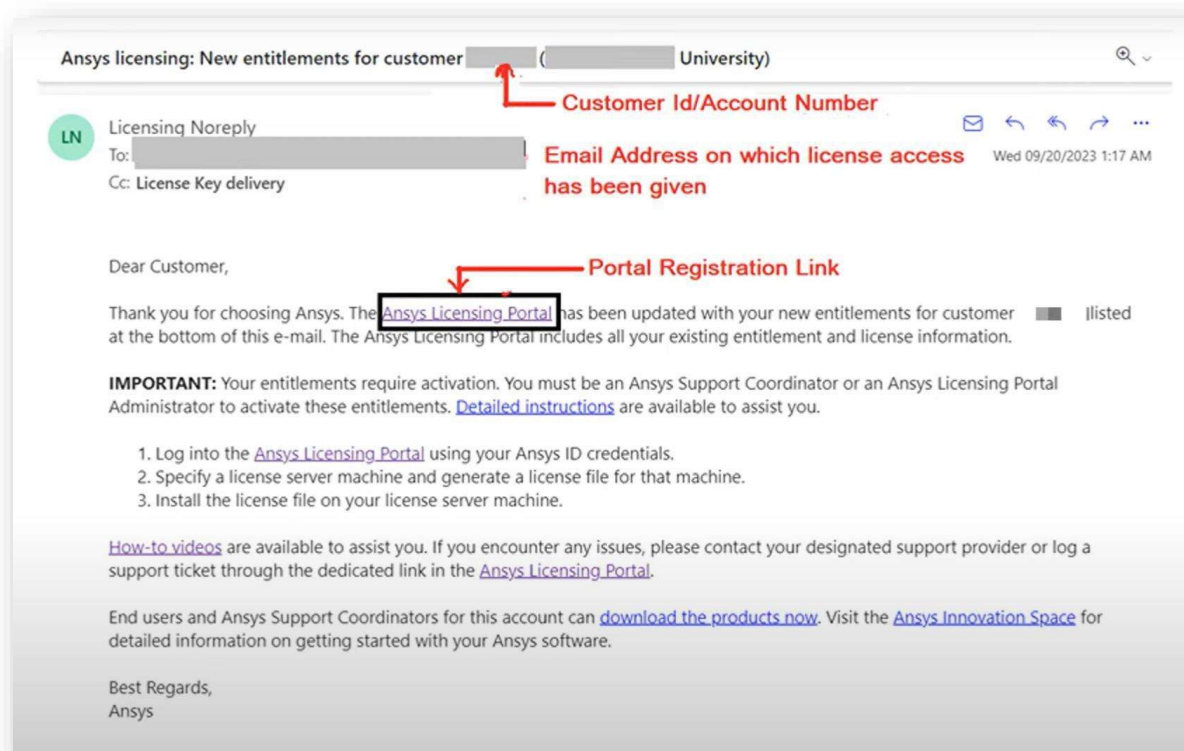 Ansys licensing: New entitlements for customer ( University)
Customer Id/Account Number
LN
Licensing Noreply
To:
Email Address on which license access
has been given
Wed 09/20/2023 1:17 AM
Cc: License Key delivery
Dear Customer,
Portal Registration Link
Thank you for choosing Ansys. The Ansys Licensing Portal has been updated with your new entitlements for customer listed
at the bottom of this e-mail. The Ansys Licensing Portal includes all your existing entitlement and license information.
IMPORTANT: Your entitlements require activation. You must be an Ansys Support Coordinator or an Ansys Licensing Portal
Administrator to activate these entitlements. Detailed instructions are available to assist you.
1. Log into the Ansys Licensing Portal using your Ansys ID credentials.
2. Specify a license server machine and generate a license file for that machine.
3. Install the license file on your license server machine.
How-to videos are available to assist you. If you encounter any issues, please contact your designated support provider or log a
support ticket through the dedicated link in the Ansys Licensing Portal.
End users and Ansys Support Coordinators for this account can download the products now. Visit the Ansys Innovation Space for
detailed information on getting started with your Ansys software.
Best Regards,
Ansys